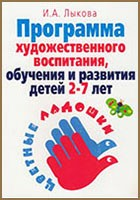 И.А. Лыкова
Программа
художественного воспитания,
обучения и развития
детей 2-7 лет
ЦВЕТНЫЕ ЛАДОШКИ